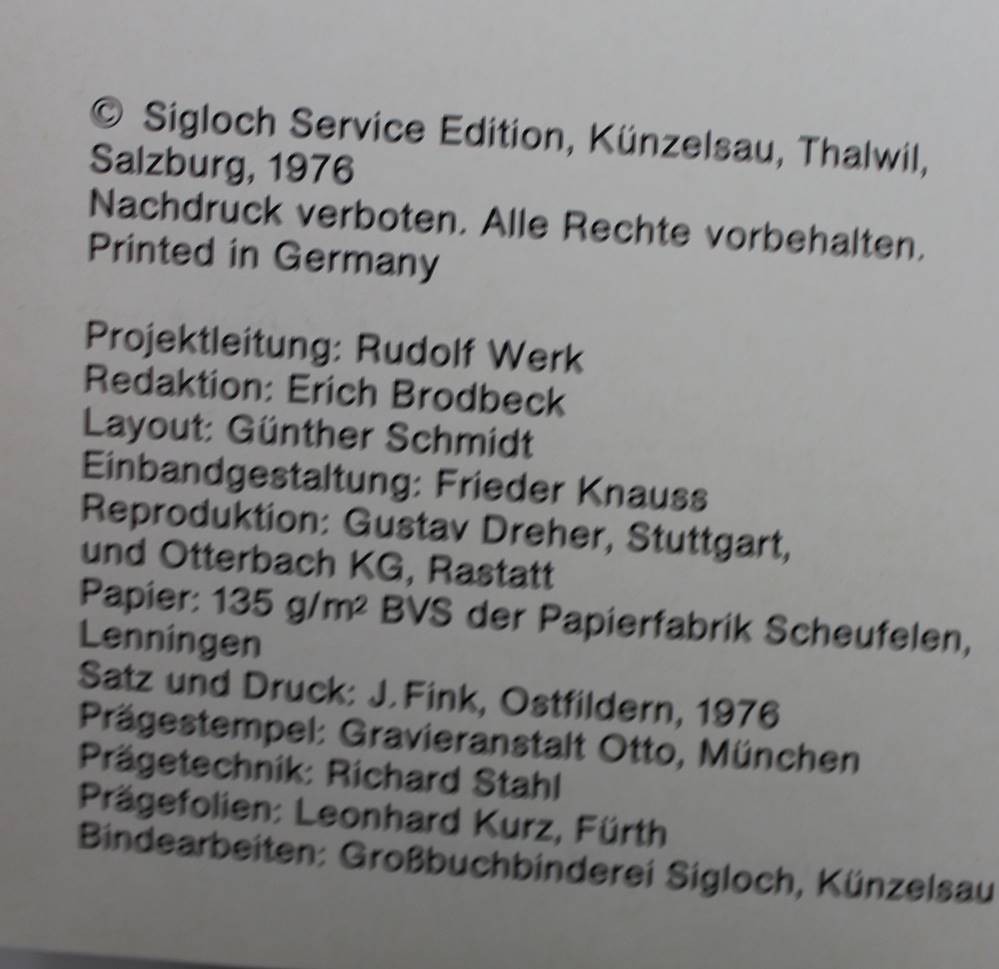 © Sigloch Service Edition, Künzelsau, Thalwil,
Salzburg, 1976
Nachdruck verboten. Alle Rechte vorbehalten.
Printed in Germany
Projektleitung: Rudolf Werk
Redaktion: Erich Brodbeck
Layout: Günther Schmidt
Einbandgestaltung: Frieder Knauss
Reproduktion: Gustav Dreher, Stuttgart,
und Otterbach KG, Rastatt
Papier: 135 g/m² BVS der Papierfabrik Scheufelen,
Lenningen
Satz und Druck: J. Fink, Ostfildern, 1976
Prägestempel: Gravieranstalt Otto, München
Prägetechnik: Richard Stahl
Prägefolien: Leonhard Kurz, Fürth
Bindearbeiten: Großbuchbinderei Sigloch, Künzelsau